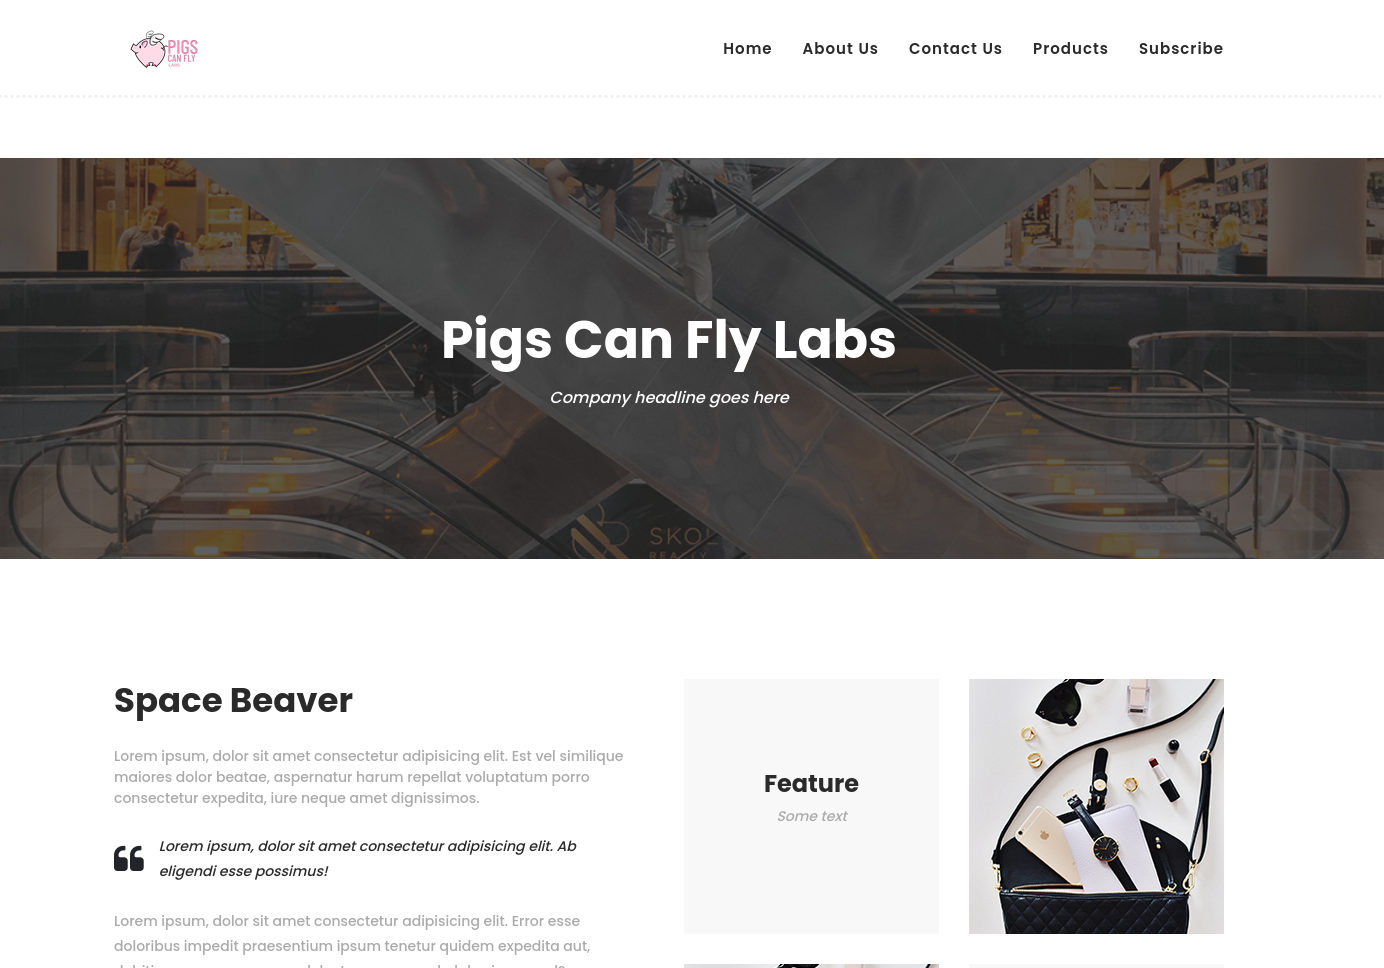 PIGS
CAN FLY
LABS
Home
About Us
Contact Us
Products
Subscribe
Pigs Can Fly Labs
Company headline goes here
SKOL
REALTY
Space Beaver
Lorem ipsum, dolor sit amet consectetur adipisicing elit. Est vel similique
maiores dolor beatae, aspernatur harum repellat voluptatum porro
consectetur expedita, iure neque amet dignissimos.
Lorem ipsum, dolor sit amet consectetur adipisicing elit. Ab
eligendi esse possimus!
Lorem ipsum, dolor sit amet consectetur adipisicing elit. Error esse
doloribus impedit praesentium ipsum tenetur quidem expedita aut,
Feature
Some text